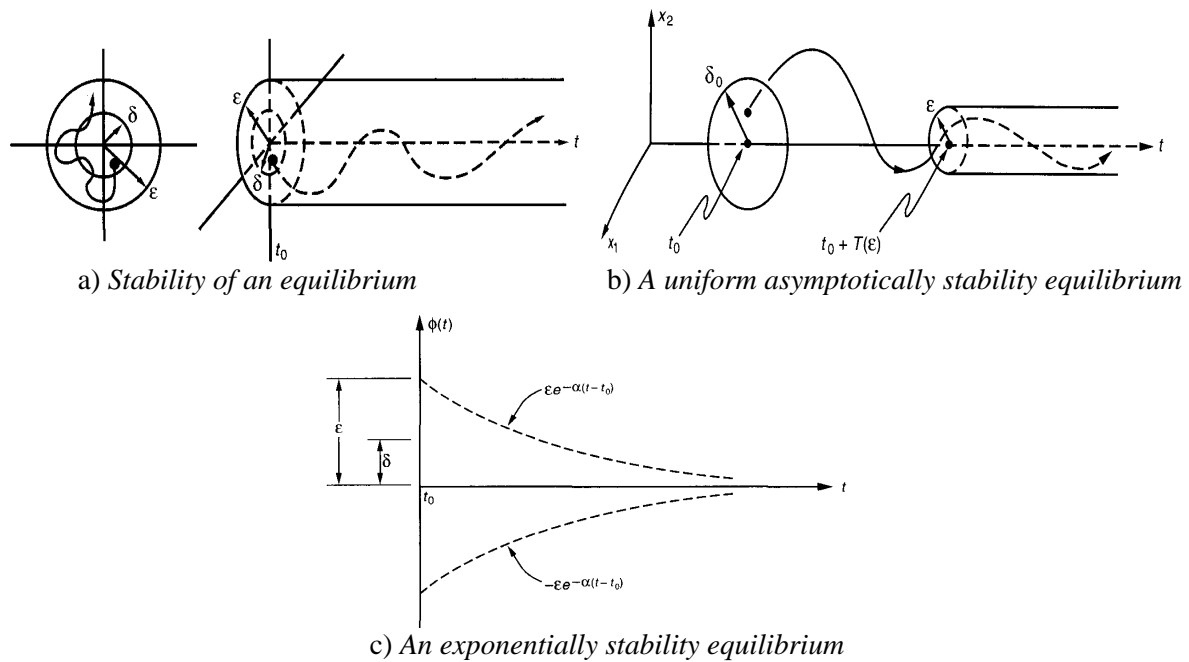 δ
ε
ε
δ
t
t₀
a) Stability of an equilibrium
x₂
δ₀
ε
t
x₁
t₀
t₀ + T(ε)
b) A uniform asymptotically stability equilibrium
ϕ(t)
εe^{−α(t−t₀)}
ε
δ
t₀
t
−εe^{−α(t−t₀)}
c) An exponentially stability equilibrium